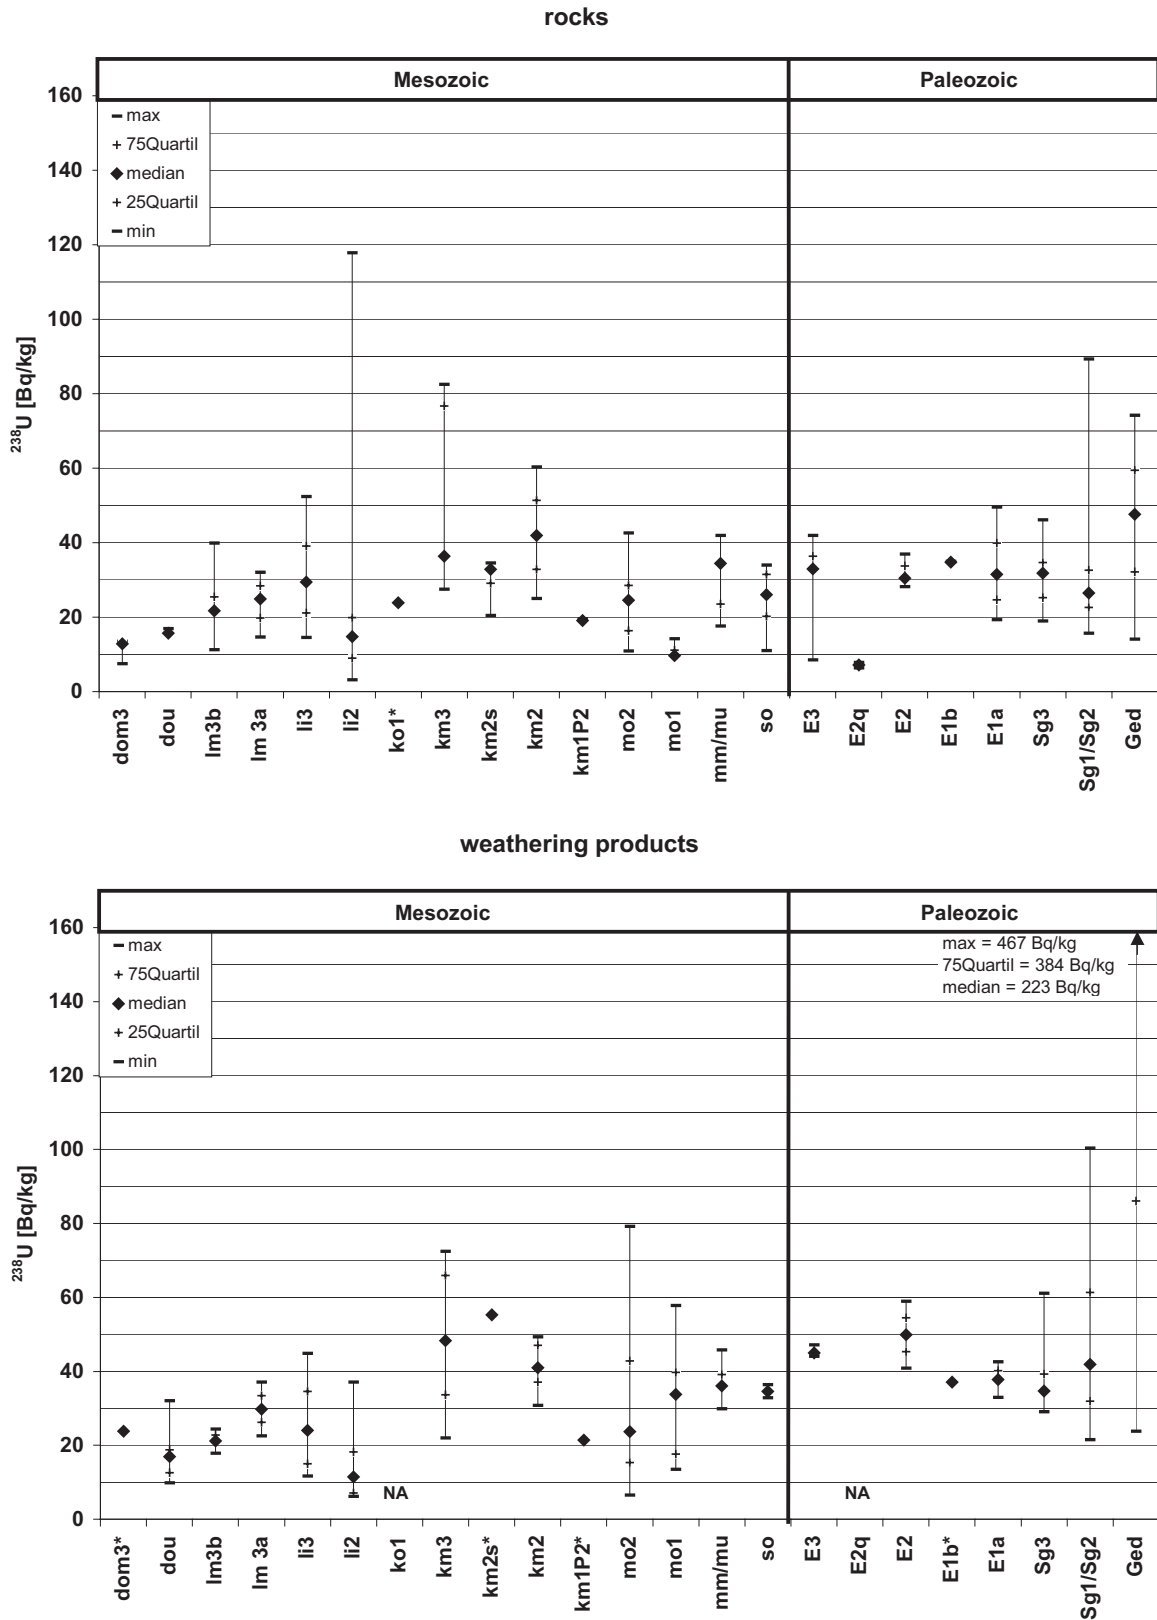 rocks
Mesozoic
Paleozoic
160
140
120
100
80
60
40
20
0
²³⁸U [Bq/kg]
max
75Quartil
median
25Quartil
min
dom3
dou
lm3b
lm 3a
li3
li2
ko1*
km3
km2s
km2
km1P2
mo2
mo1
mm/mu
so
E3
E2q
E2
E1b
E1a
Sg3
Sg1/Sg2
Ged
weathering products
Mesozoic
Paleozoic
160
140
120
100
80
60
40
20
0
²³⁸U [Bq/kg]
max
75Quartil
median
25Quartil
min
max = 467 Bq/kg
75Quartil = 384 Bq/kg
median = 223 Bq/kg
NA
NA
dom3*
dou
lm3b
lm 3a
li3
li2
ko1
km3
km2s*
km2
km1P2*
mo2
mo1
mm/mu
so
E3
E2q
E2
E1b*
E1a
Sg3
Sg1/Sg2
Ged